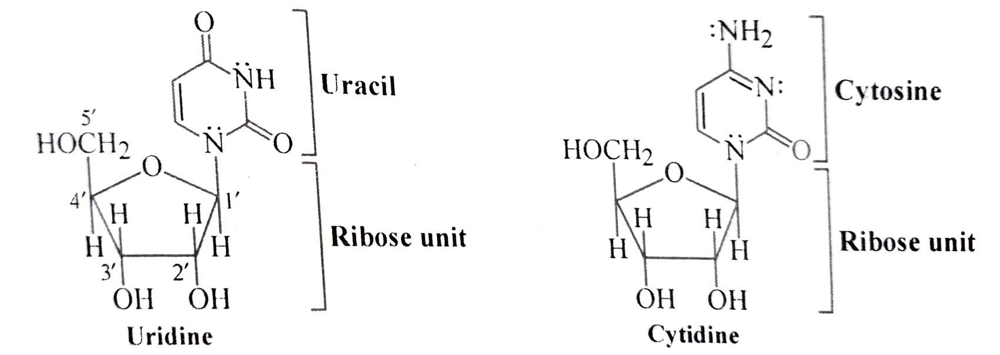 O
:NH₂
N̈H
Uracil
N:
Cytosine
5′
HOCH₂
N̈
O
HOCH₂
N̈
O
O
O
4′
1′
H
H
H
H
H
H
Ribose unit
H
H
Ribose unit
3′
2′
OH
OH
OH
OH
Uridine
Cytidine